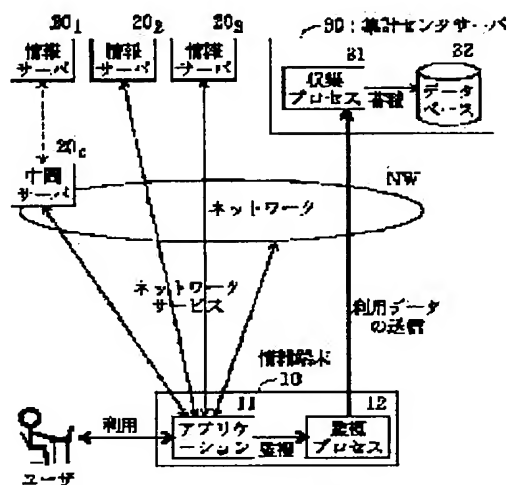 20₁
20₂
20₃
情報
サーバ
情報
サーバ
情報
サーバ
30：集計センタサーバ
31
32
収集
プロセス
蓄積
データ
ベース
20c
中間
サーバ
NW
ネットワーク
ネットワーク
サービス
利用データ
の送信
情報端末
10
11
12
利用
アプリケ
ーション
監視
監視
プロセス
ユーザ